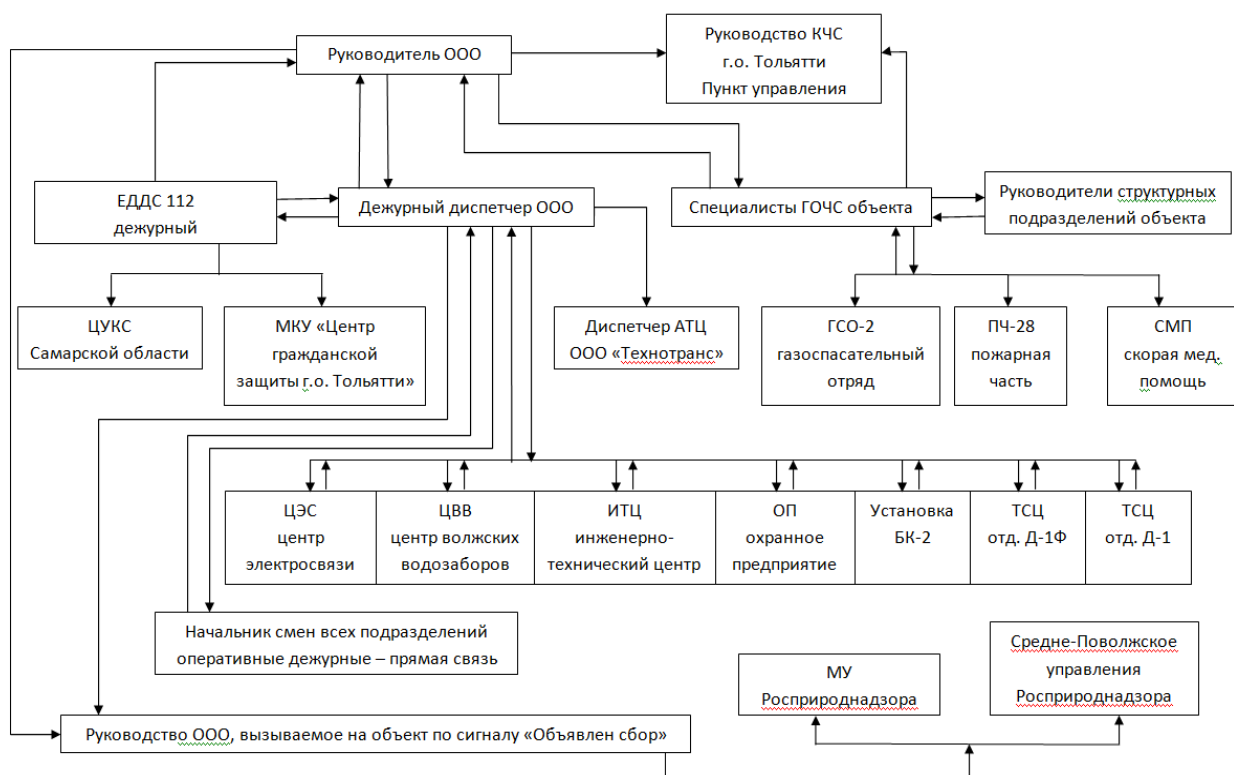 Руководитель ООО
Руководство КЧС
г.о. Тольятти
Пункт управления
ЕДДС 112
дежурный
Дежурный диспетчер ООО
Специалисты ГОЧС объекта
Руководители структурных
подразделений объекта
ЦУКС
Самарской области
МКУ «Центр
гражданской
защиты г.о. Тольятти»
Диспетчер АТЦ
ООО «Технотранс»
ГСО-2
газоспасательный
отряд
ПЧ-28
пожарная
часть
СМП
скорая мед.
помощь
ЦЭС
центр
электросвязи
ЦВВ
центр волжских
водозаборов
ИТЦ
инженерно-
технический центр
ОП
охранное
предприятие
Установка
БК-2
ТСЦ
отд. Д-1Ф
ТСЦ
отд. Д-1
Начальник смен всех подразделений
оперативные дежурные – прямая связь
МУ
Росприроднадзора
Средне-Поволжское
управления
Росприроднадзора
Руководство ООО, вызываемое на объект по сигналу «Объявлен сбор»